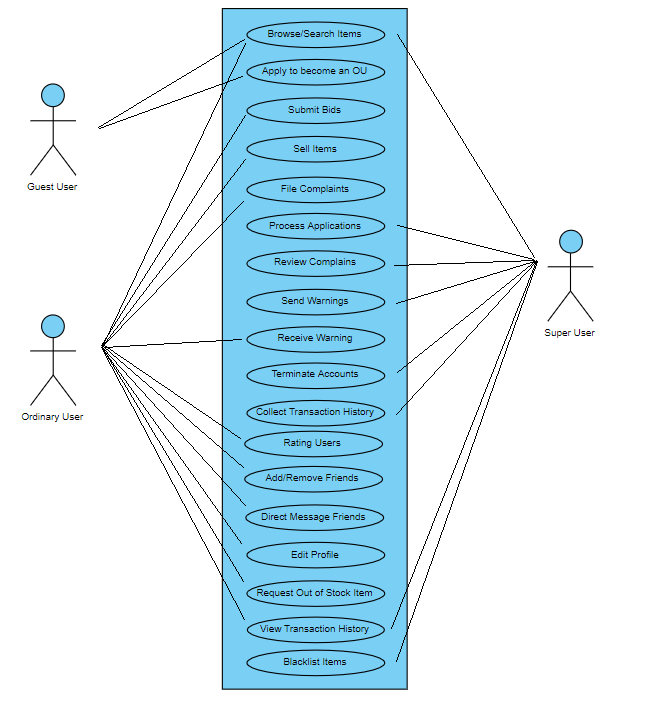 Browse/Search Items
Apply to become an OU
Submit Bids
Sell Items
File Complaints
Guest User
Process Applications
Review Complains
Send Warnings
Super User
Receive Warning
Terminate Accounts
Collect Transaction History
Ordinary User
Rating Users
Add/Remove Friends
Direct Message Friends
Edit Profile
Request Out of Stock Item
View Transaction History
Blacklist Items